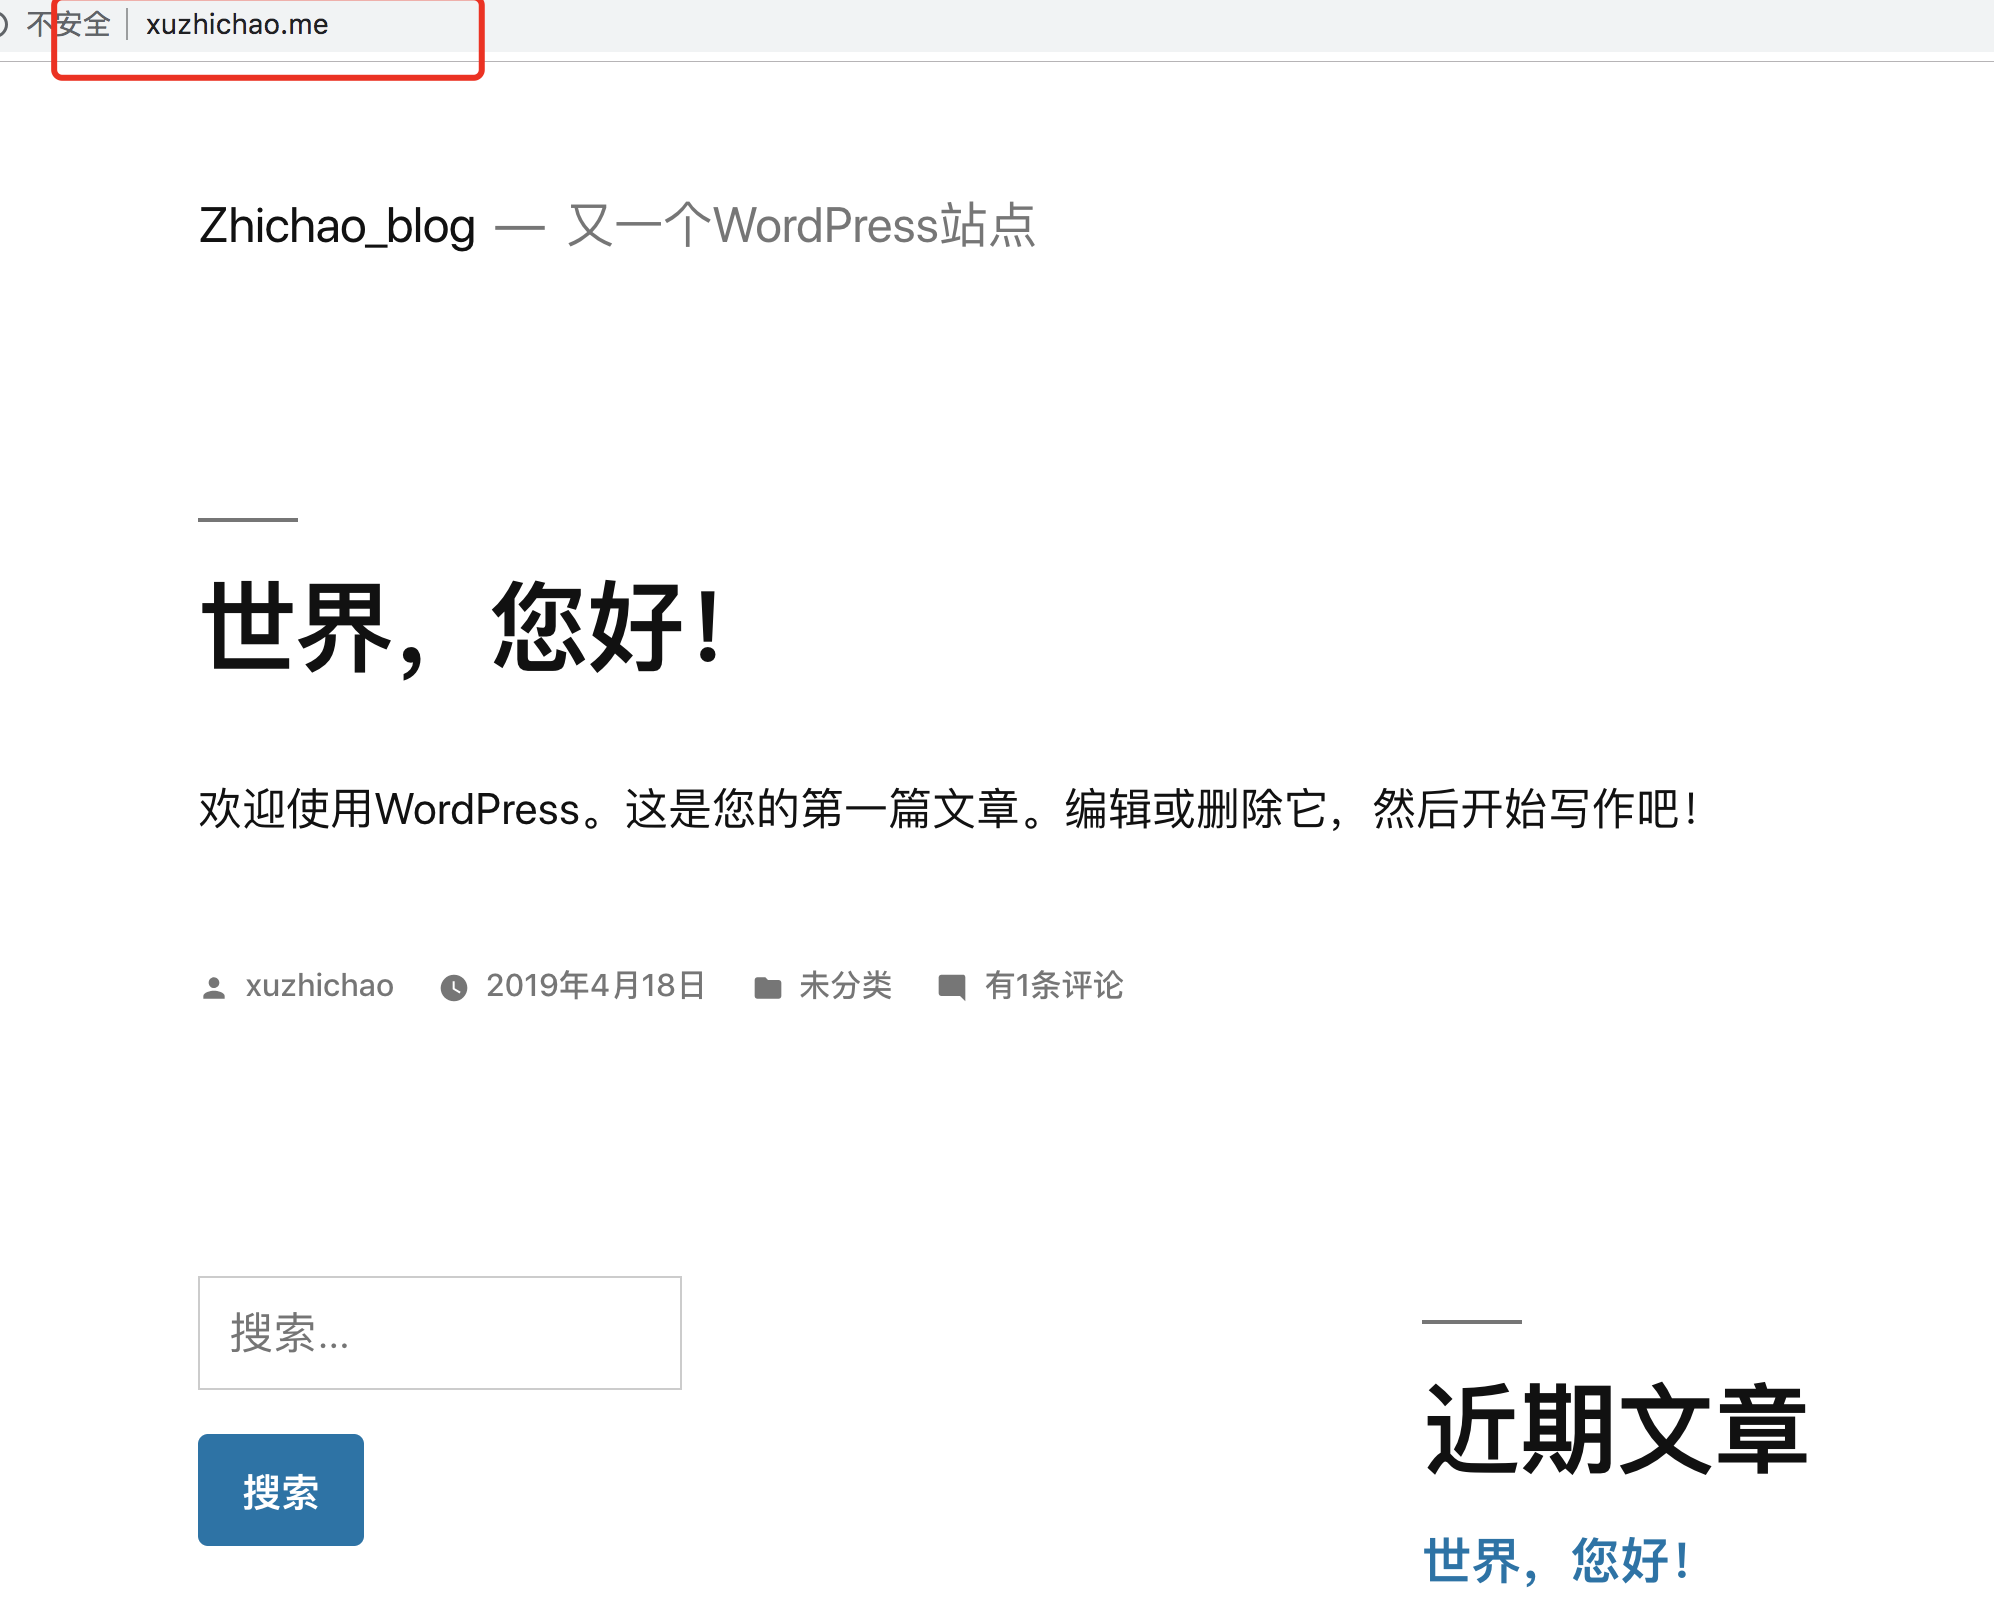 不安全 | xuzhichao.me
Zhichao_blog — 又一个WordPress站点
世界，您好！
欢迎使用WordPress。这是您的第一篇文章。编辑或删除它，然后开始写作吧！
xuzhichao 2019年4月18日 未分类 有1条评论
搜索...
搜索
近期文章
世界，您好！